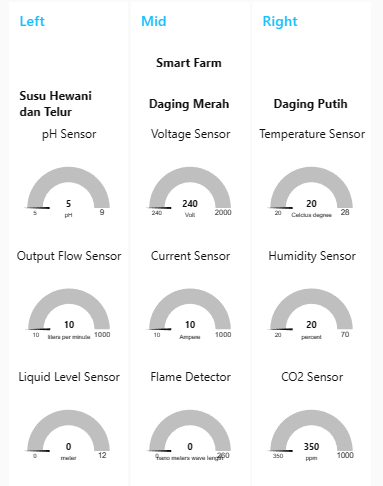 Left
Mid
Right
Smart Farm
Susu Hewani
dan Telur
Daging Merah
Daging Putih
pH Sensor
Voltage Sensor
Temperature Sensor
5
5
pH
9
240
240
Volt
2000
20
20
Celcius degree
28
Output Flow Sensor
Current Sensor
Humidity Sensor
10
10
liters per minute
1000
10
10
Ampere
1000
20
20
percent
70
Liquid Level Sensor
Flame Detector
CO2 Sensor
0
0
meter
12
0
0
nano meters wave length
260
350
350
ppm
1000